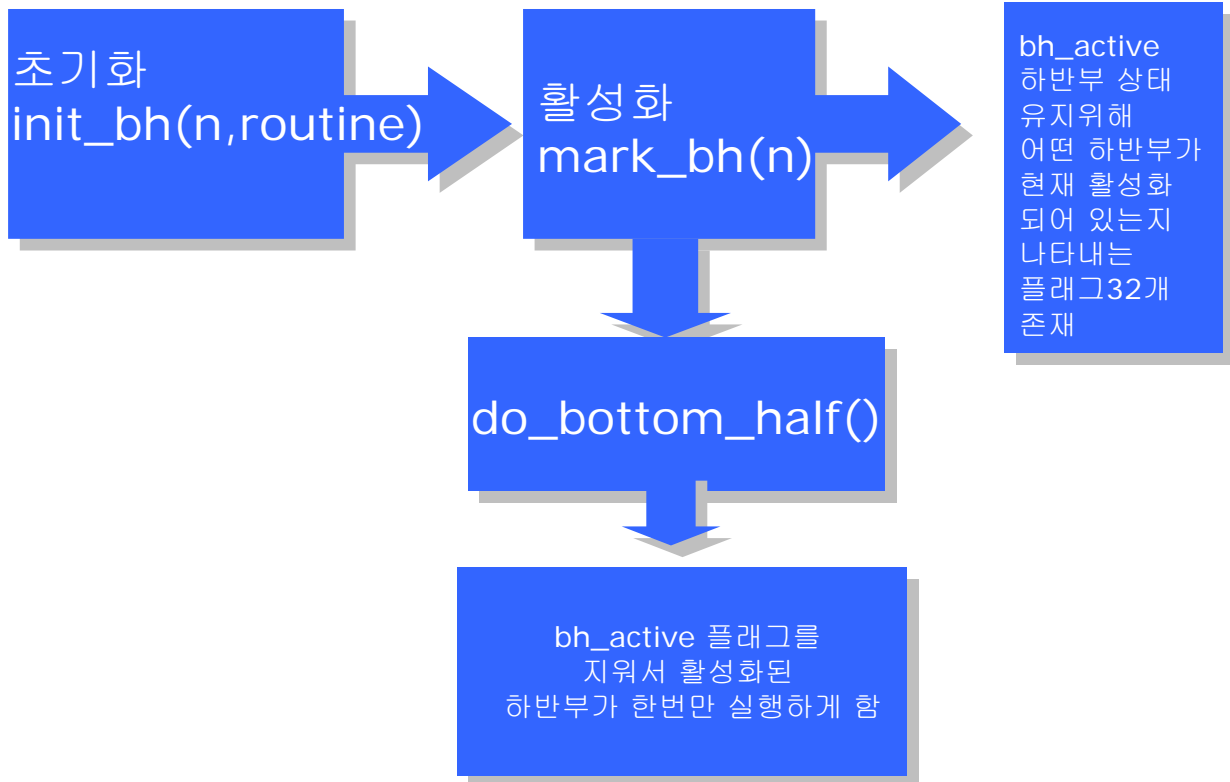 초기화
init_bh(n,routine)
활성화
mark_bh(n)
bh_active
하반부 상태
유지위해
어떤 하반부가
현재 활성화
되어 있는지
나타내는
플래그32개
존재
do_bottom_half()
bh_active 플래그를
지워서 활성화된
하반부가 한번만 실행하게 함